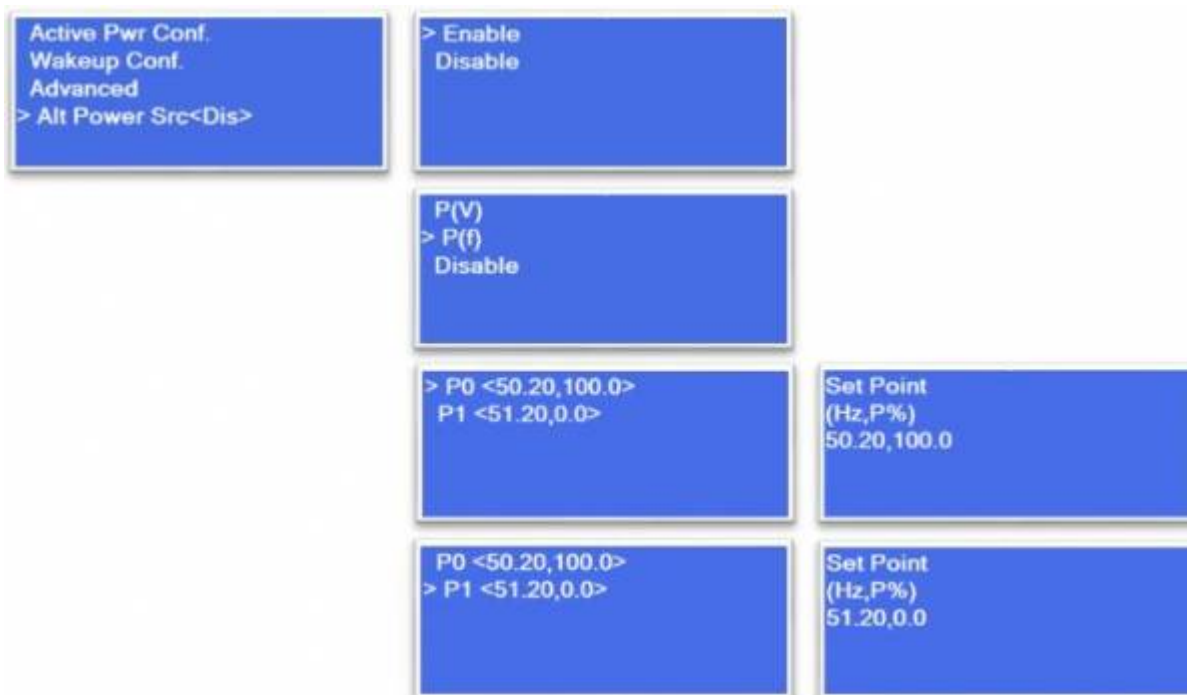 Active Pwr Conf.
Wakeup Conf.
Advanced
> Alt Power Src<Dis>
> Enable
Disable
P(V)
> P(f)
Disable
> P0 <50.20,100.0>
P1 <51.20,0.0>
Set Point
(Hz,P%)
50.20,100.0
P0 <50.20,100.0>
> P1 <51.20,0.0>
Set Point
(Hz,P%)
51.20,0.0